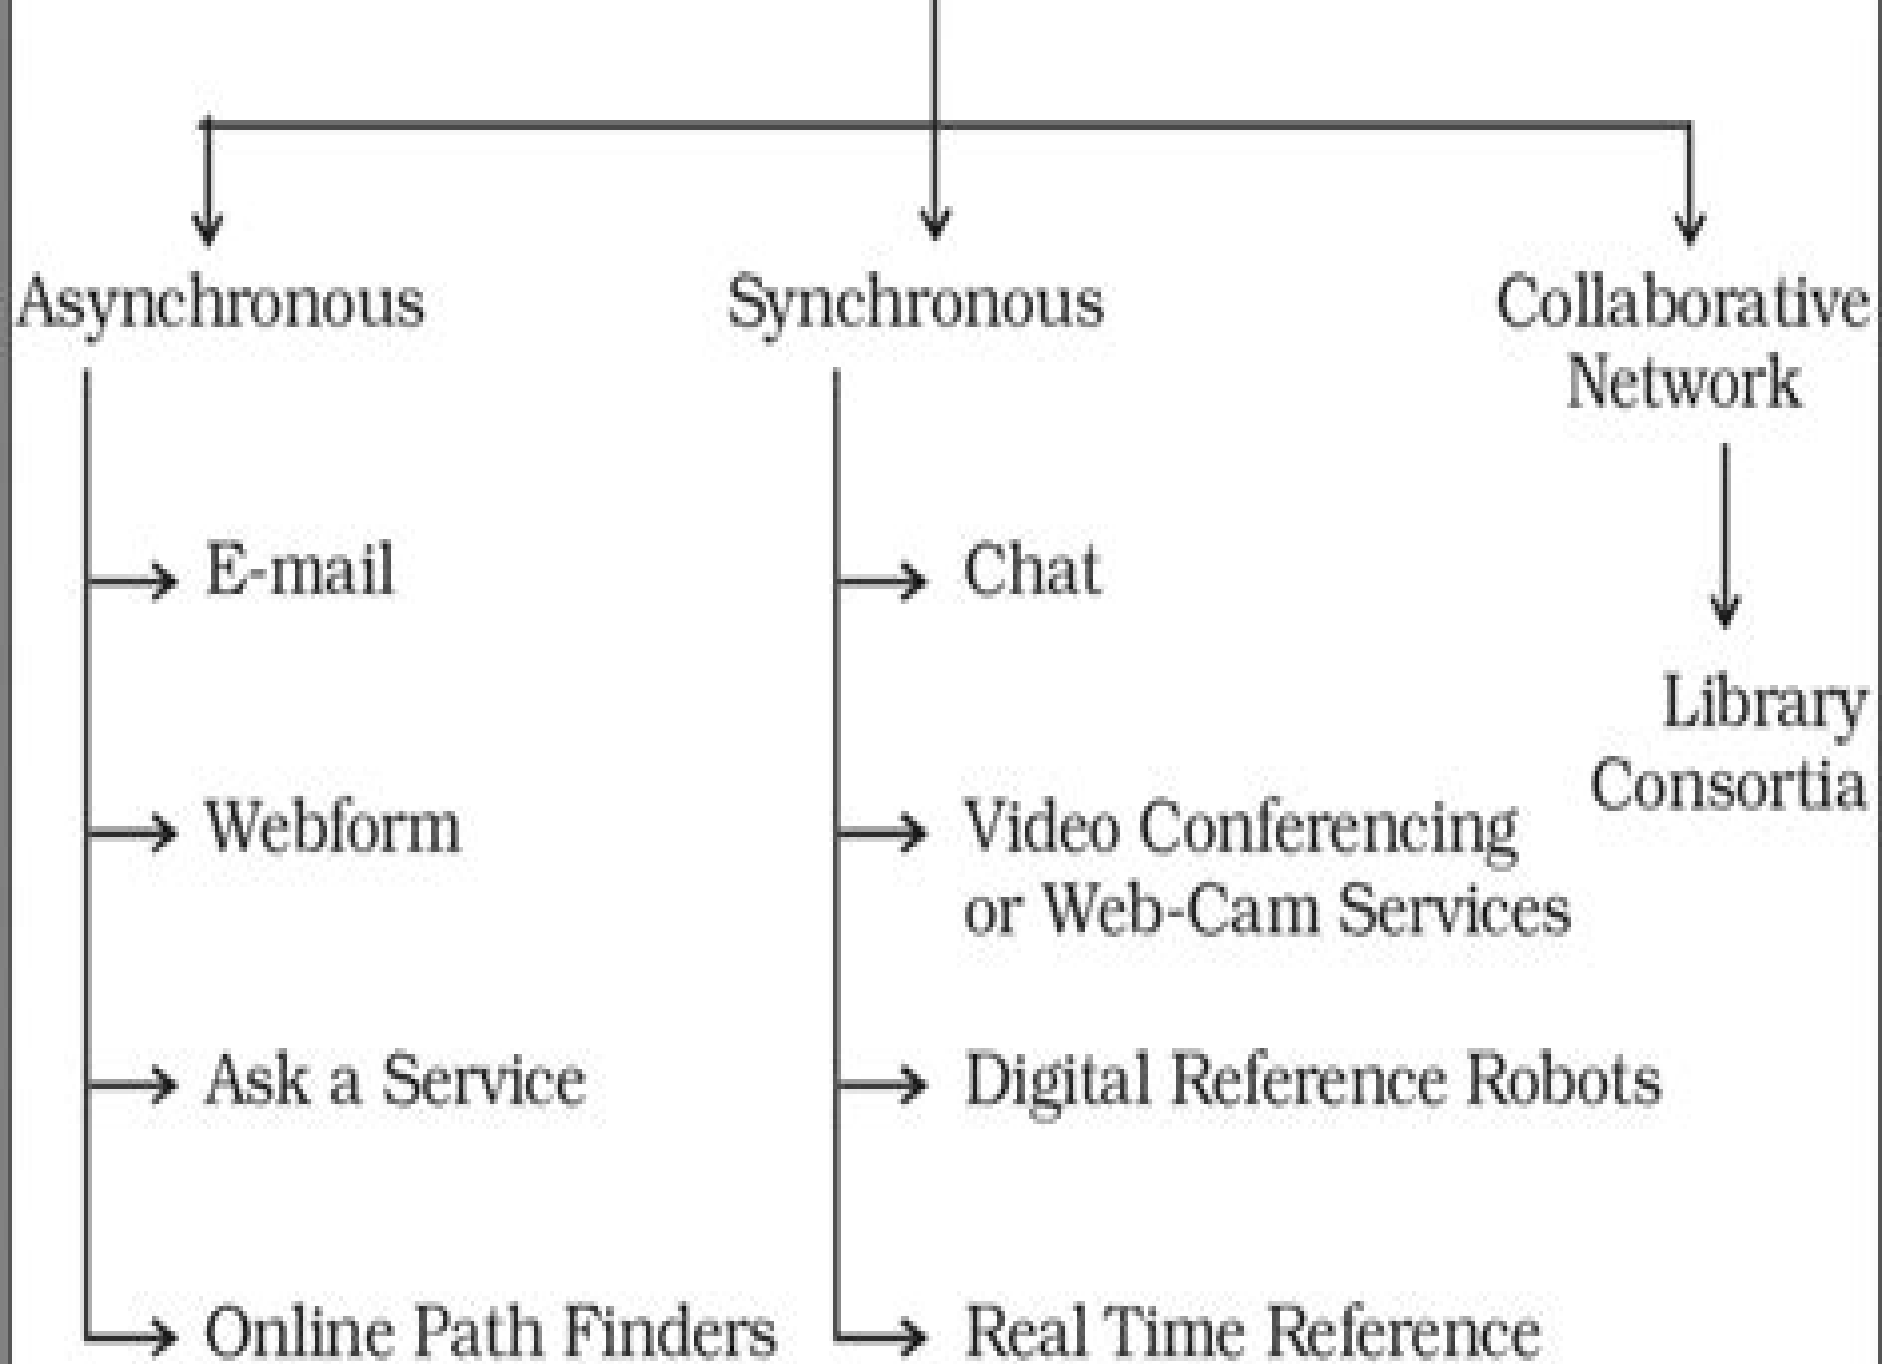 Asynchronous
Synchronous
Collaborative
Network
E-mail
Chat
Library
Consortia
Webform
Video Conferencing
or Web-Cam Services
Ask a Service
Digital Reference Robots
Online Path Finders
Real Time Reference